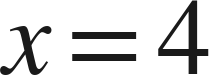 x = 4